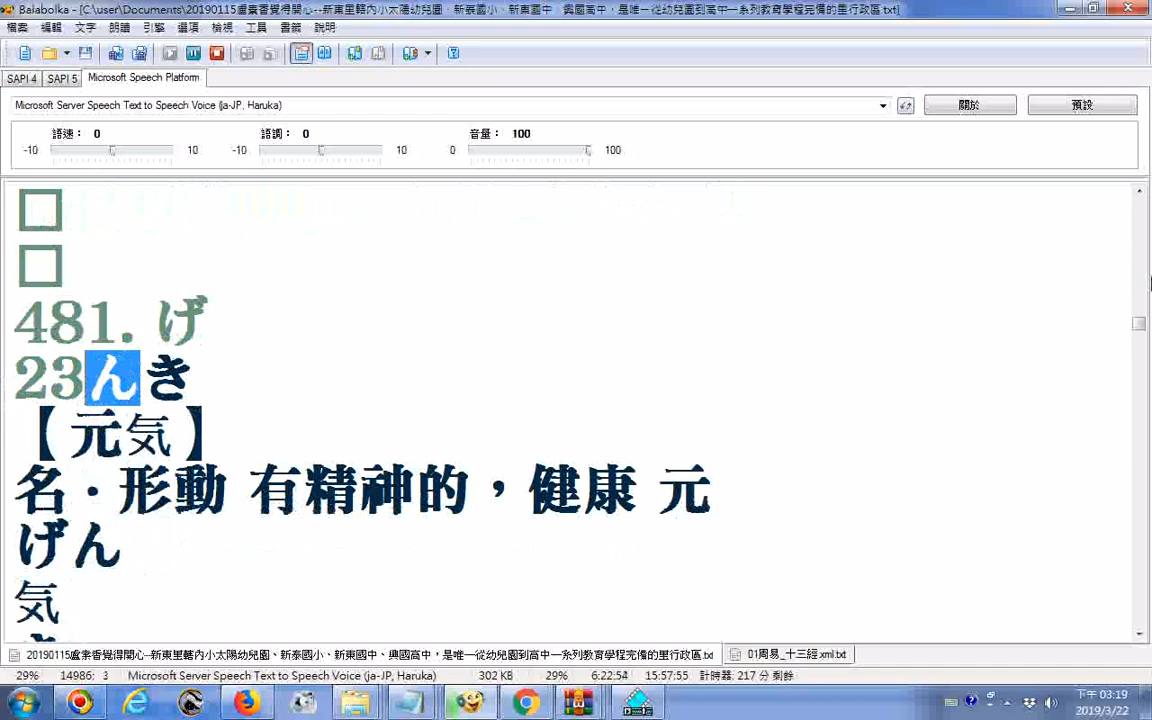 Balabolka - [C:\user\Documents\20190115盧素香覺得開心--新東里轄內小太陽幼兒園、新泰國小、新東國中、興國高中，是唯一從幼兒園到高中一系列教育學程完備的里行政區.txt]
檔案 編輯 文字 朗讀 引擎 選項 檢視 工具 書籤 說明
SAPI 4 SAPI 5 Microsoft Speech Platform
Microsoft Server Speech Text to Speech Voice (ja-JP, Haruka) 關於 預設
語速： 0 語調： 0 音量： 100
-10 10 -10 10 0 100
□
□
481. げ
23んき
【元気】
名·形動 有精神的，健康 元
げん
気
20190115盧素香覺得開心--新東里轄內小太陽幼兒園、新泰國小、新東國中、興國高中，是唯一從幼兒園到高中一系列教育學程完備的里行政區.txt 01周易_十三經.xml.txt
29% 14986: 3 Microsoft Server Speech Text to Speech Voice (ja-JP, Haruka) 302 KB 29% 6:22:54 15:57:55 計時器: 217 分 剩餘
下午 03:19
2019/3/22